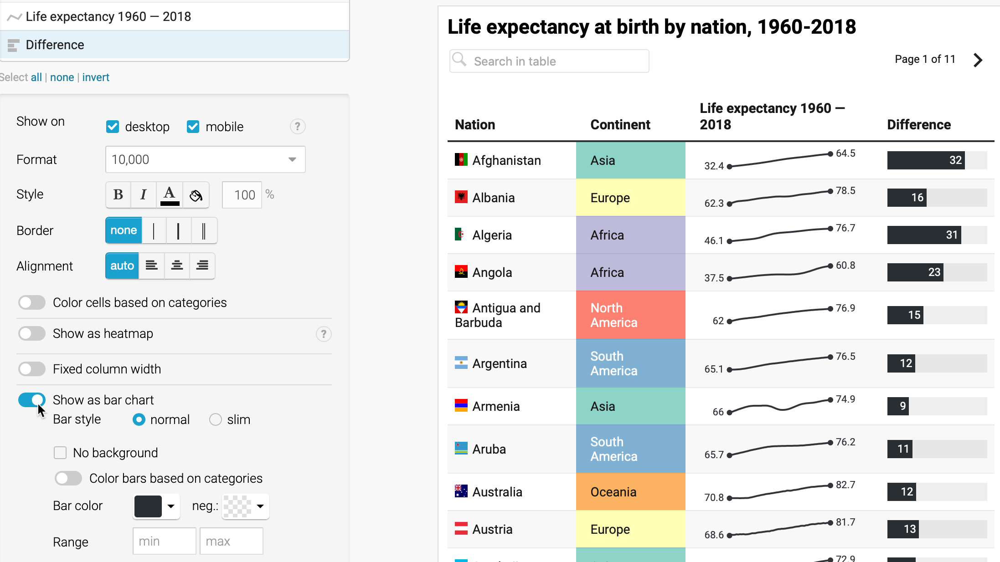 Life expectancy 1960 — 2018
Difference
Select all | none | invert
Show on
desktop
mobile
?
Format
10,000
Style
B
I
A
100
%
Border
none
Alignment
auto
Color cells based on categories
Show as heatmap
?
Fixed column width
Show as bar chart
Bar style
normal
slim
No background
Color bars based on categories
Bar color
neg.:
Range
min
max
Life expectancy at birth by nation, 1960-2018
Search in table
Page 1 of 11
Nation
Continent
Life expectancy 1960 —
2018
Difference
Afghanistan
Asia
32.4
64.5
32
Albania
Europe
62.3
78.5
16
Algeria
Africa
46.1
76.7
31
Angola
Africa
37.5
60.8
23
Antigua and
Barbuda
North
America
62
76.9
15
Argentina
South
America
65.1
76.5
12
Armenia
Asia
66
74.9
9
Aruba
South
America
65.7
76.2
11
Australia
Oceania
70.8
82.7
12
Austria
Europe
68.6
81.7
13
72.9